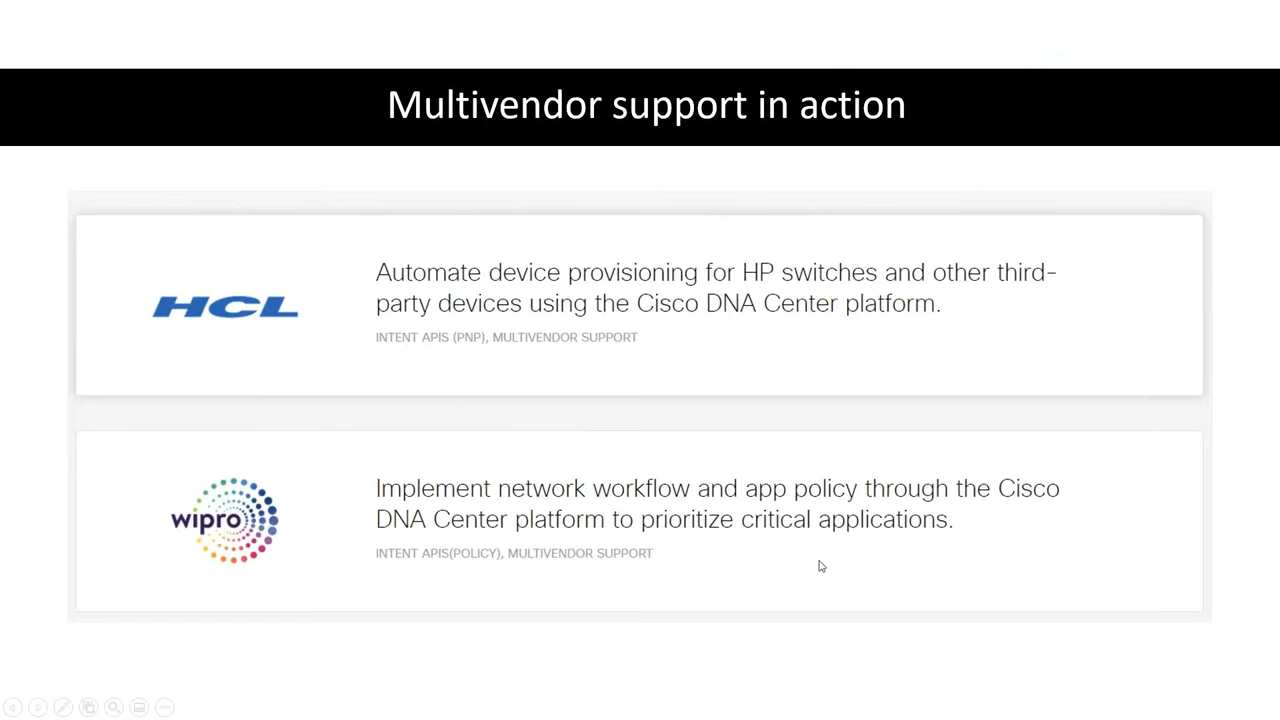 Multivendor support in action
HCL
Automate device provisioning for HP switches and other third-
party devices using the Cisco DNA Center platform.
INTENT APIS (PNP), MULTIVENDOR SUPPORT
wipro
Implement network workflow and app policy through the Cisco
DNA Center platform to prioritize critical applications.
INTENT APIS(POLICY), MULTIVENDOR SUPPORT